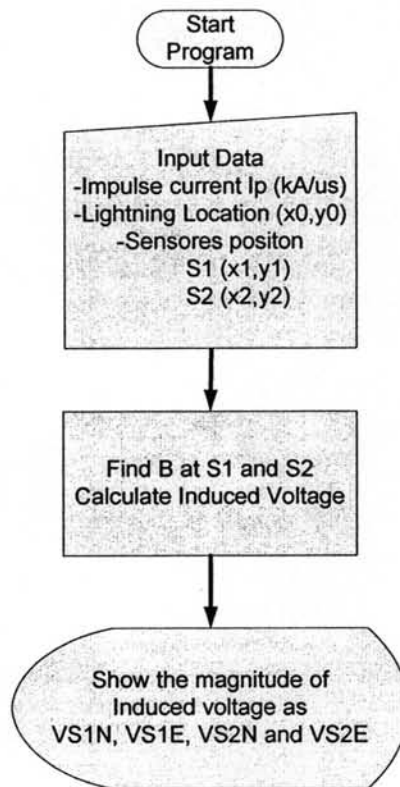 Start
Program
Input Data
-Impulse current Ip (kA/us)
-Lightning Location (x0,y0)
-Sensores positon
S1 (x1,y1)
S2 (x2,y2)
Find B at S1 and S2
Calculate Induced Voltage
Show the magnitude of
Induced voltage as
VS1N, VS1E, VS2N and VS2E